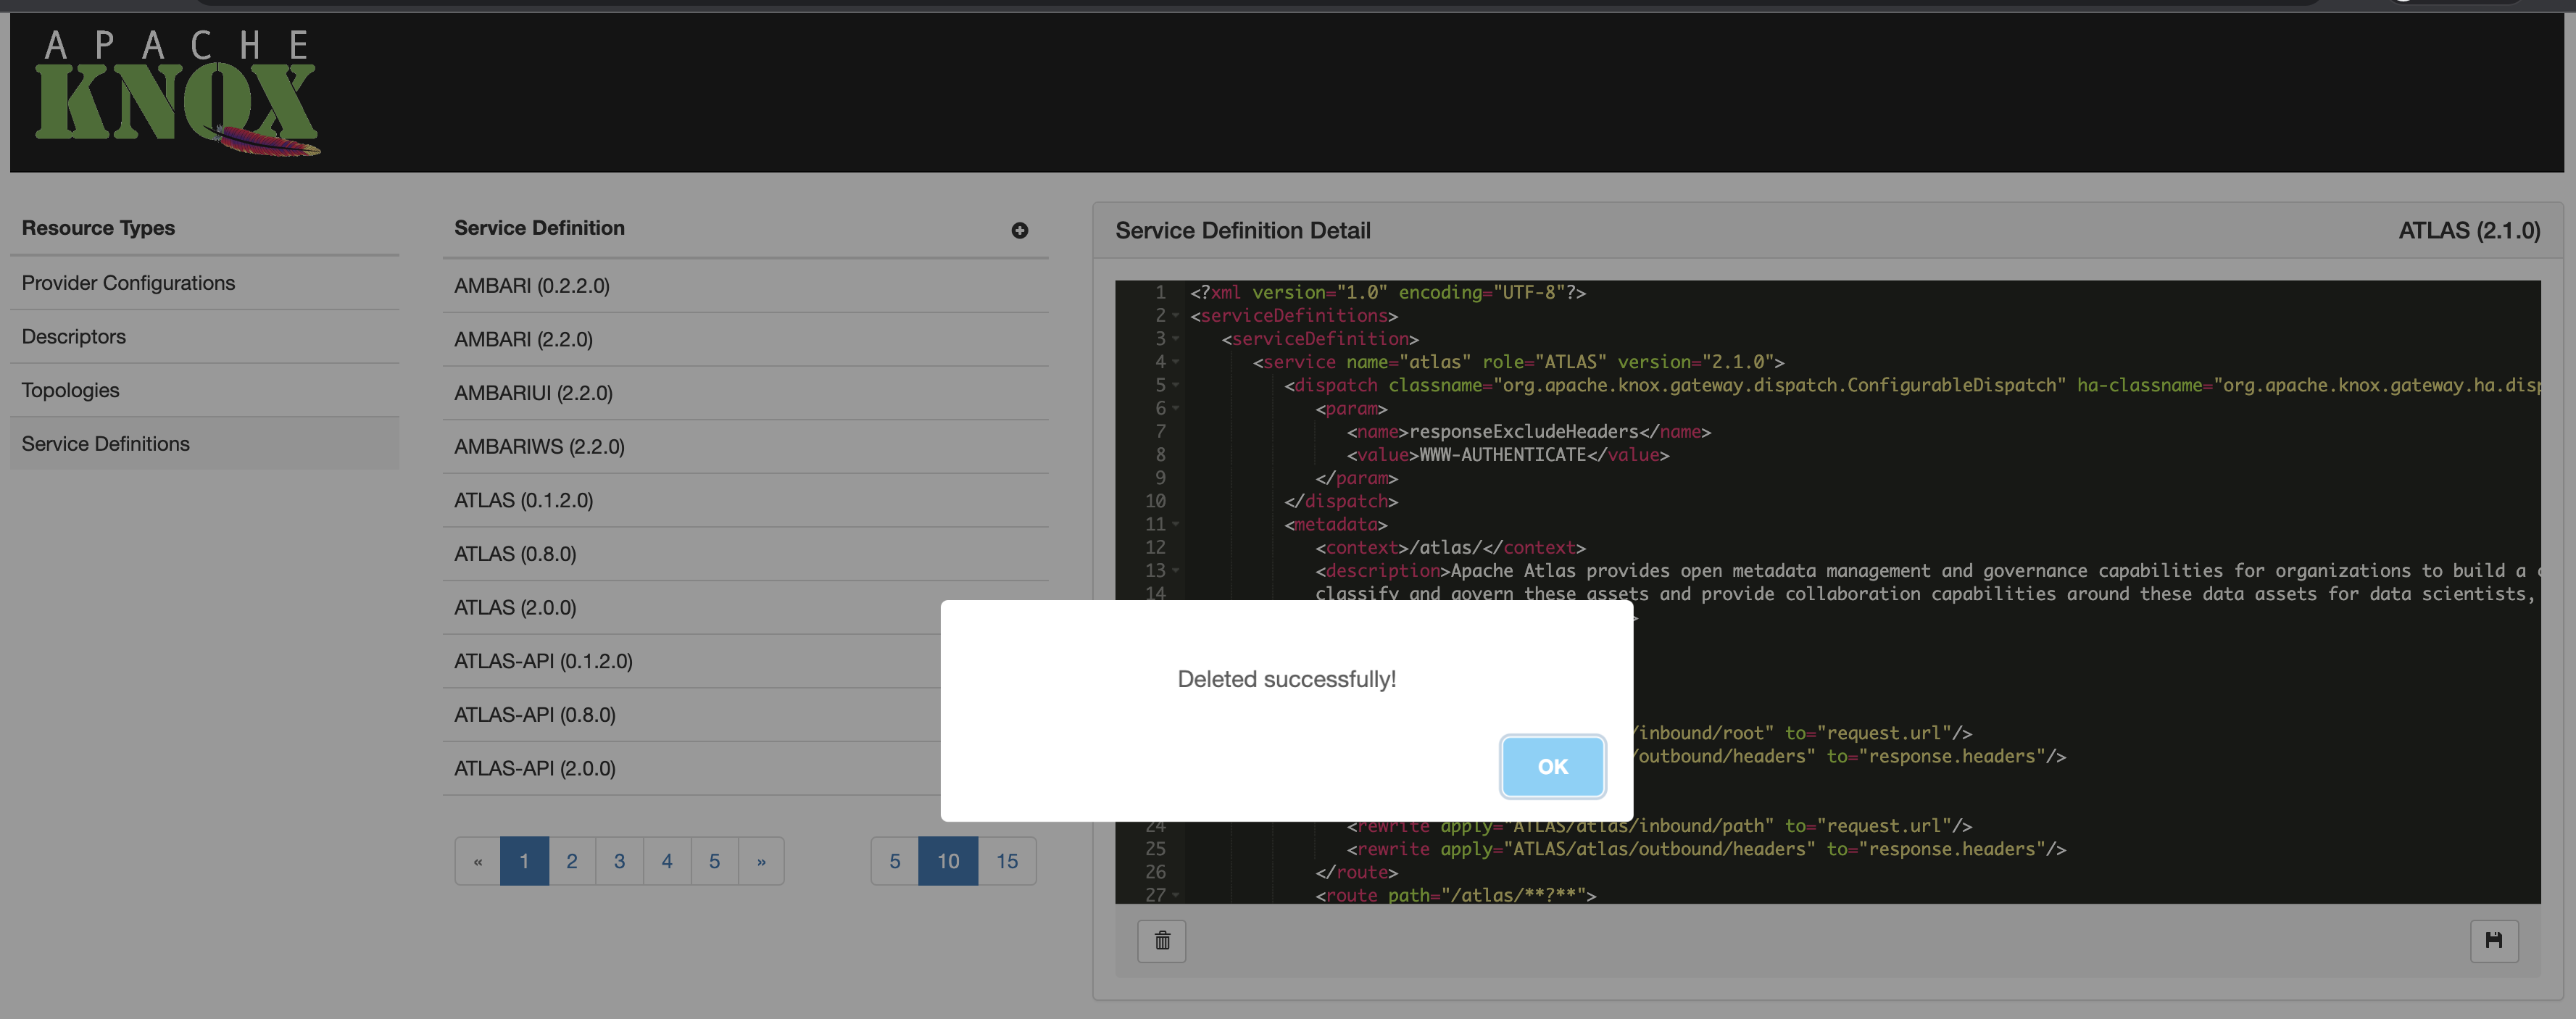 APACHE
KNOX
Resource Types
Provider Configurations
Descriptors
Topologies
Service Definitions
Service Definition
AMBARI (0.2.2.0)
AMBARI (2.2.0)
AMBARIUI (2.2.0)
AMBARIWS (2.2.0)
ATLAS (0.1.2.0)
ATLAS (0.8.0)
ATLAS (2.0.0)
ATLAS-API (0.1.2.0)
ATLAS-API (0.8.0)
ATLAS-API (2.0.0)
« 1 2 3 4 5 »
5 10 15
Service Definition Detail
ATLAS (2.1.0)
1 <?xml version="1.0" encoding="UTF-8"?>
2 <serviceDefinitions>
3 <serviceDefinition>
4 <service name="atlas" role="ATLAS" version="2.1.0">
5 <dispatch classname="org.apache.knox.gateway.dispatch.ConfigurableDispatch" ha-classname="org.apache.knox.gateway.ha.disp
6 <param>
7 <name>responseExcludeHeaders</name>
8 <value>WWW-AUTHENTICATE</value>
9 </param>
10 </dispatch>
11 <metadata>
12 <context>/atlas/</context>
13 <description>Apache Atlas provides open metadata management and governance capabilities for organizations to build a
14 classify and govern these assets and provide collaboration capabilities around these data assets for data scientists,
>
/inbound/root" to="request.url"/>
/outbound/headers" to="response.headers"/>
24 <rewrite apply="ATLAS/atlas/inbound/path" to="request.url"/>
25 <rewrite apply="ATLAS/atlas/outbound/headers" to="response.headers"/>
26 </route>
27 <route path="/atlas/**?**">
Deleted successfully!
OK